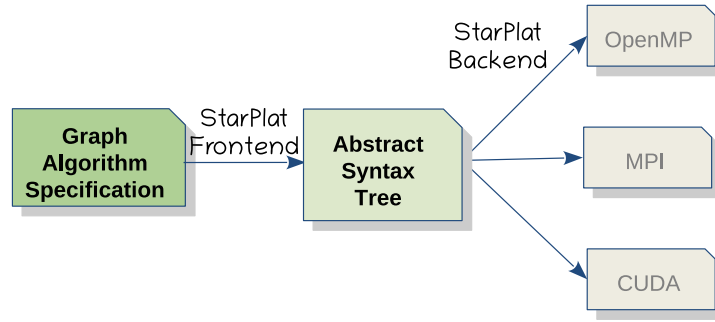 Graph
Algorithm
Specification
StarPlat
Frontend
Abstract
Syntax
Tree
StarPlat
Backend
OpenMP
MPI
CUDA